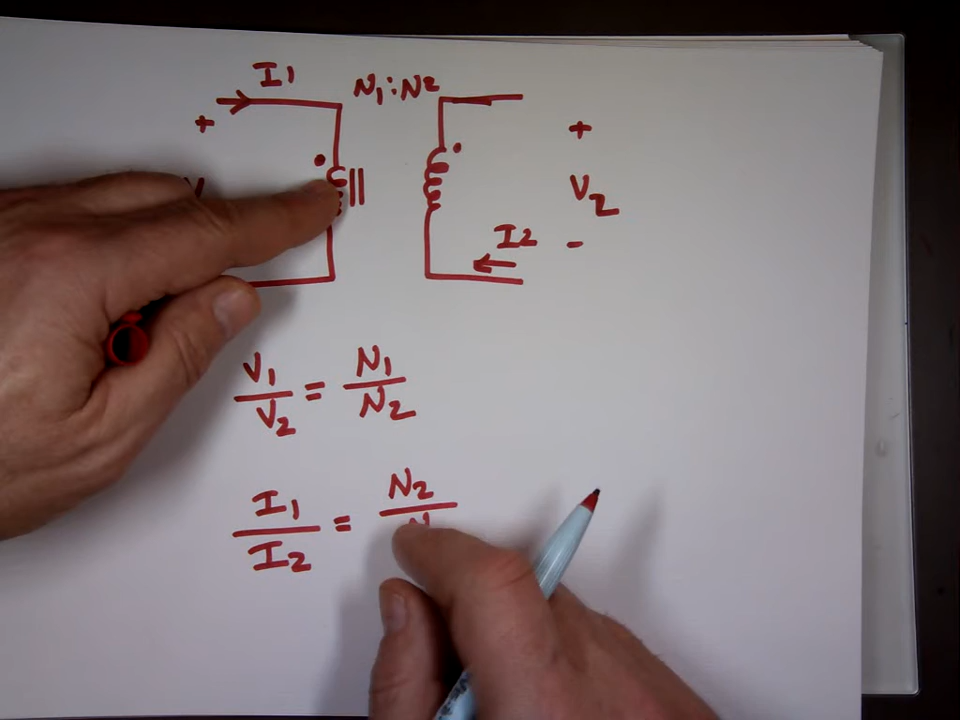 I1 N1:N2
+ +
V2
I2 -
V1/V2 = N1/N2
I1/I2 = N2/